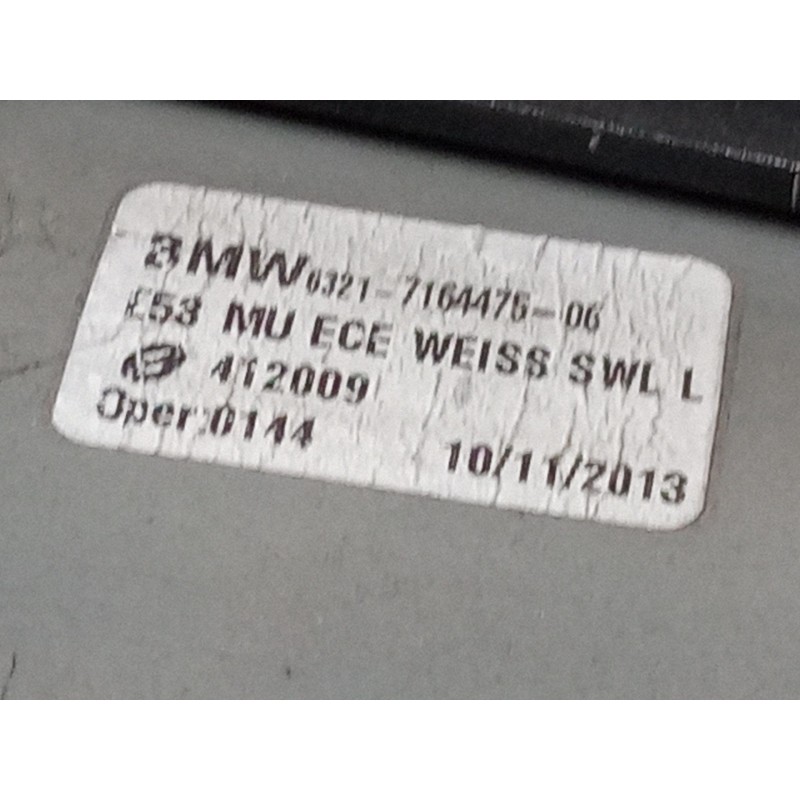 BMW 6321-7164475-06
E53 MU ECE WEISS SWL L
412009
Oper:0144 10/11/2013